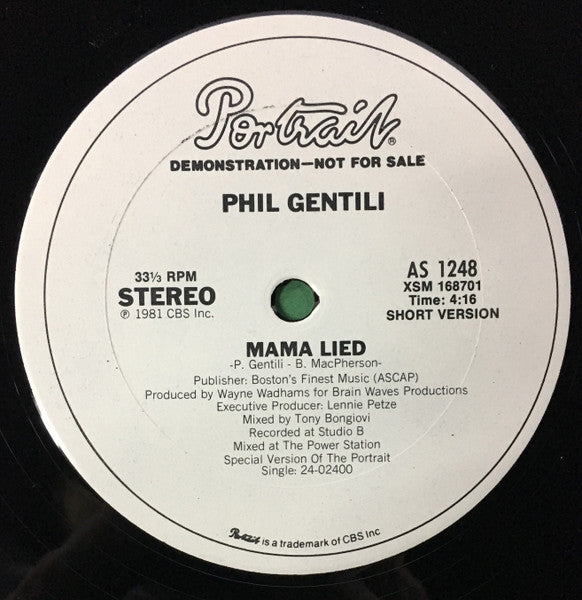 Portrait®
DEMONSTRATION—NOT FOR SALE
PHIL GENTILI
33⅓ RPM
STEREO
℗ 1981 CBS Inc.
AS 1248
XSM 168701
Time: 4:16
SHORT VERSION
MAMA LIED
-P. Gentili - B. MacPherson-
Publisher: Boston's Finest Music (ASCAP)
Produced by Wayne Wadhams for Brain Waves Productions
Executive Producer: Lennie Petze
Mixed by Tony Bongiovi
Recorded at Studio B
Mixed at The Power Station
Special Version Of The Portrait
Single: 24-02400
Portrait is a trademark of CBS Inc